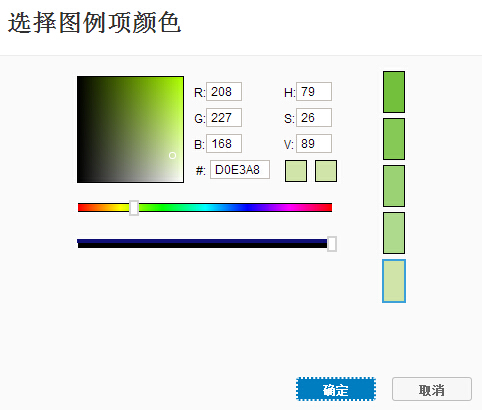 选择图例项颜色
R: 208 H: 79
G: 227 S: 26
B: 168 V: 89
#: D0E3A8
确定 取消